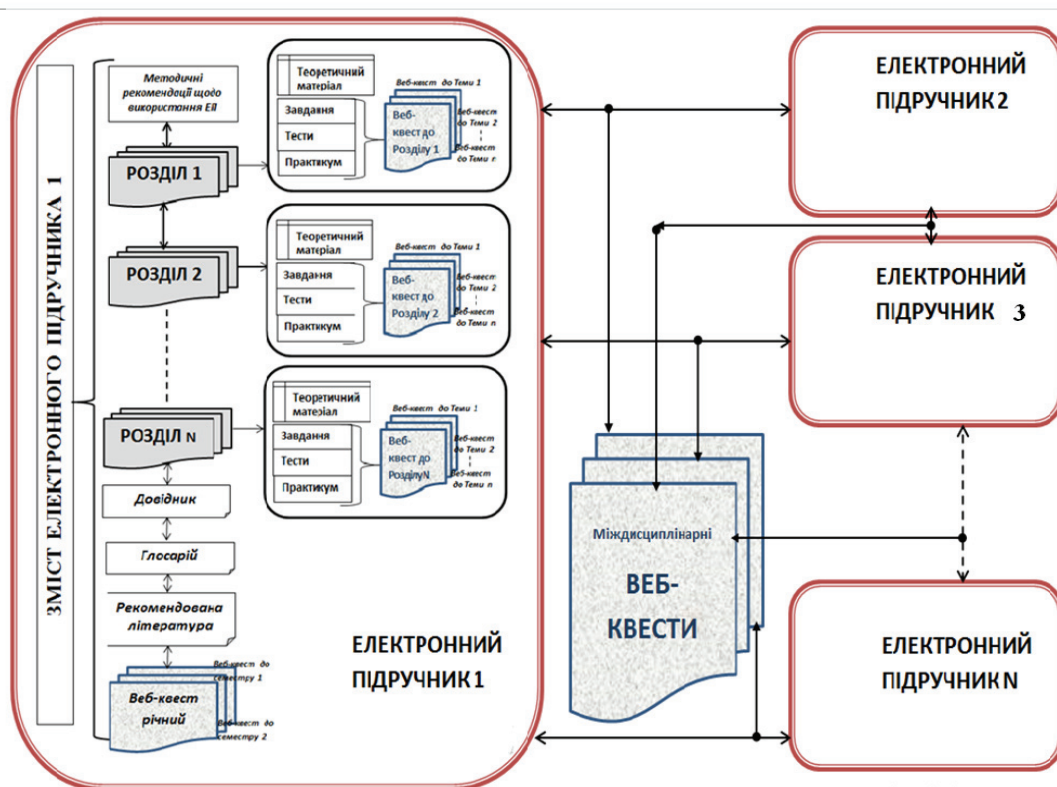 ЗМІСТ ЕЛЕКТРОННОГО ПІДРУЧНИКА 1
Методичні
рекомендації щодо
використання ЕП
РОЗДІЛ 1
РОЗДІЛ 2
РОЗДІЛ N
Довідник
Глосарій
Рекомендована
література
Веб-квест до
семестру 1
Веб-квест
річний
Веб-квест до
семестру 2
Теоретичний
матеріал
Завдання
Тести
Практикум
Веб-квест до Теми 1
Веб-
квест до
Розділу 1
Веб-квест
до Теми 2
Веб-квест
до Теми n
Теоретичний
матеріал
Завдання
Тести
Практикум
Веб-квест до Теми 1
Веб-
квест до
Розділу 2
Веб-квест
до Теми 2
Веб-квест
до Теми n
Теоретичний
матеріал
Завдання
Тести
Практикум
Веб-квест до Теми 1
Веб-
квест до
РозділуN
Веб-квест
до Теми 2
Веб-квест
до Теми n
ЕЛЕКТРОННИЙ
ПІДРУЧНИК 1
Міждисциплінарні
ВЕБ-
КВЕСТИ
ЕЛЕКТРОННИЙ
ПІДРУЧНИК 2
ЕЛЕКТРОННИЙ
ПІДРУЧНИК 3
ЕЛЕКТРОННИЙ
ПІДРУЧНИК N